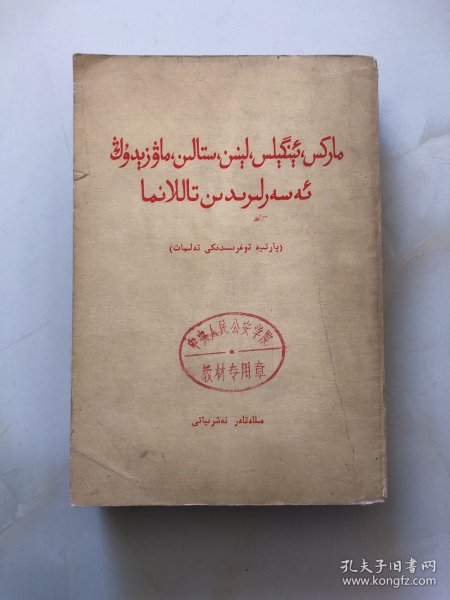 ماركس، ئېنگېلس، لېنىن، ستالىن، ماۋزېدۇڭ
ئەسەرلىرىدىن تاللانما
(پارتىيە توغرىسىدىكى تەلىمات)
中央人民公安学院
教材专用章
مىللەتلەر نەشرىياتى
孔夫子旧书网
www.kongfz.com